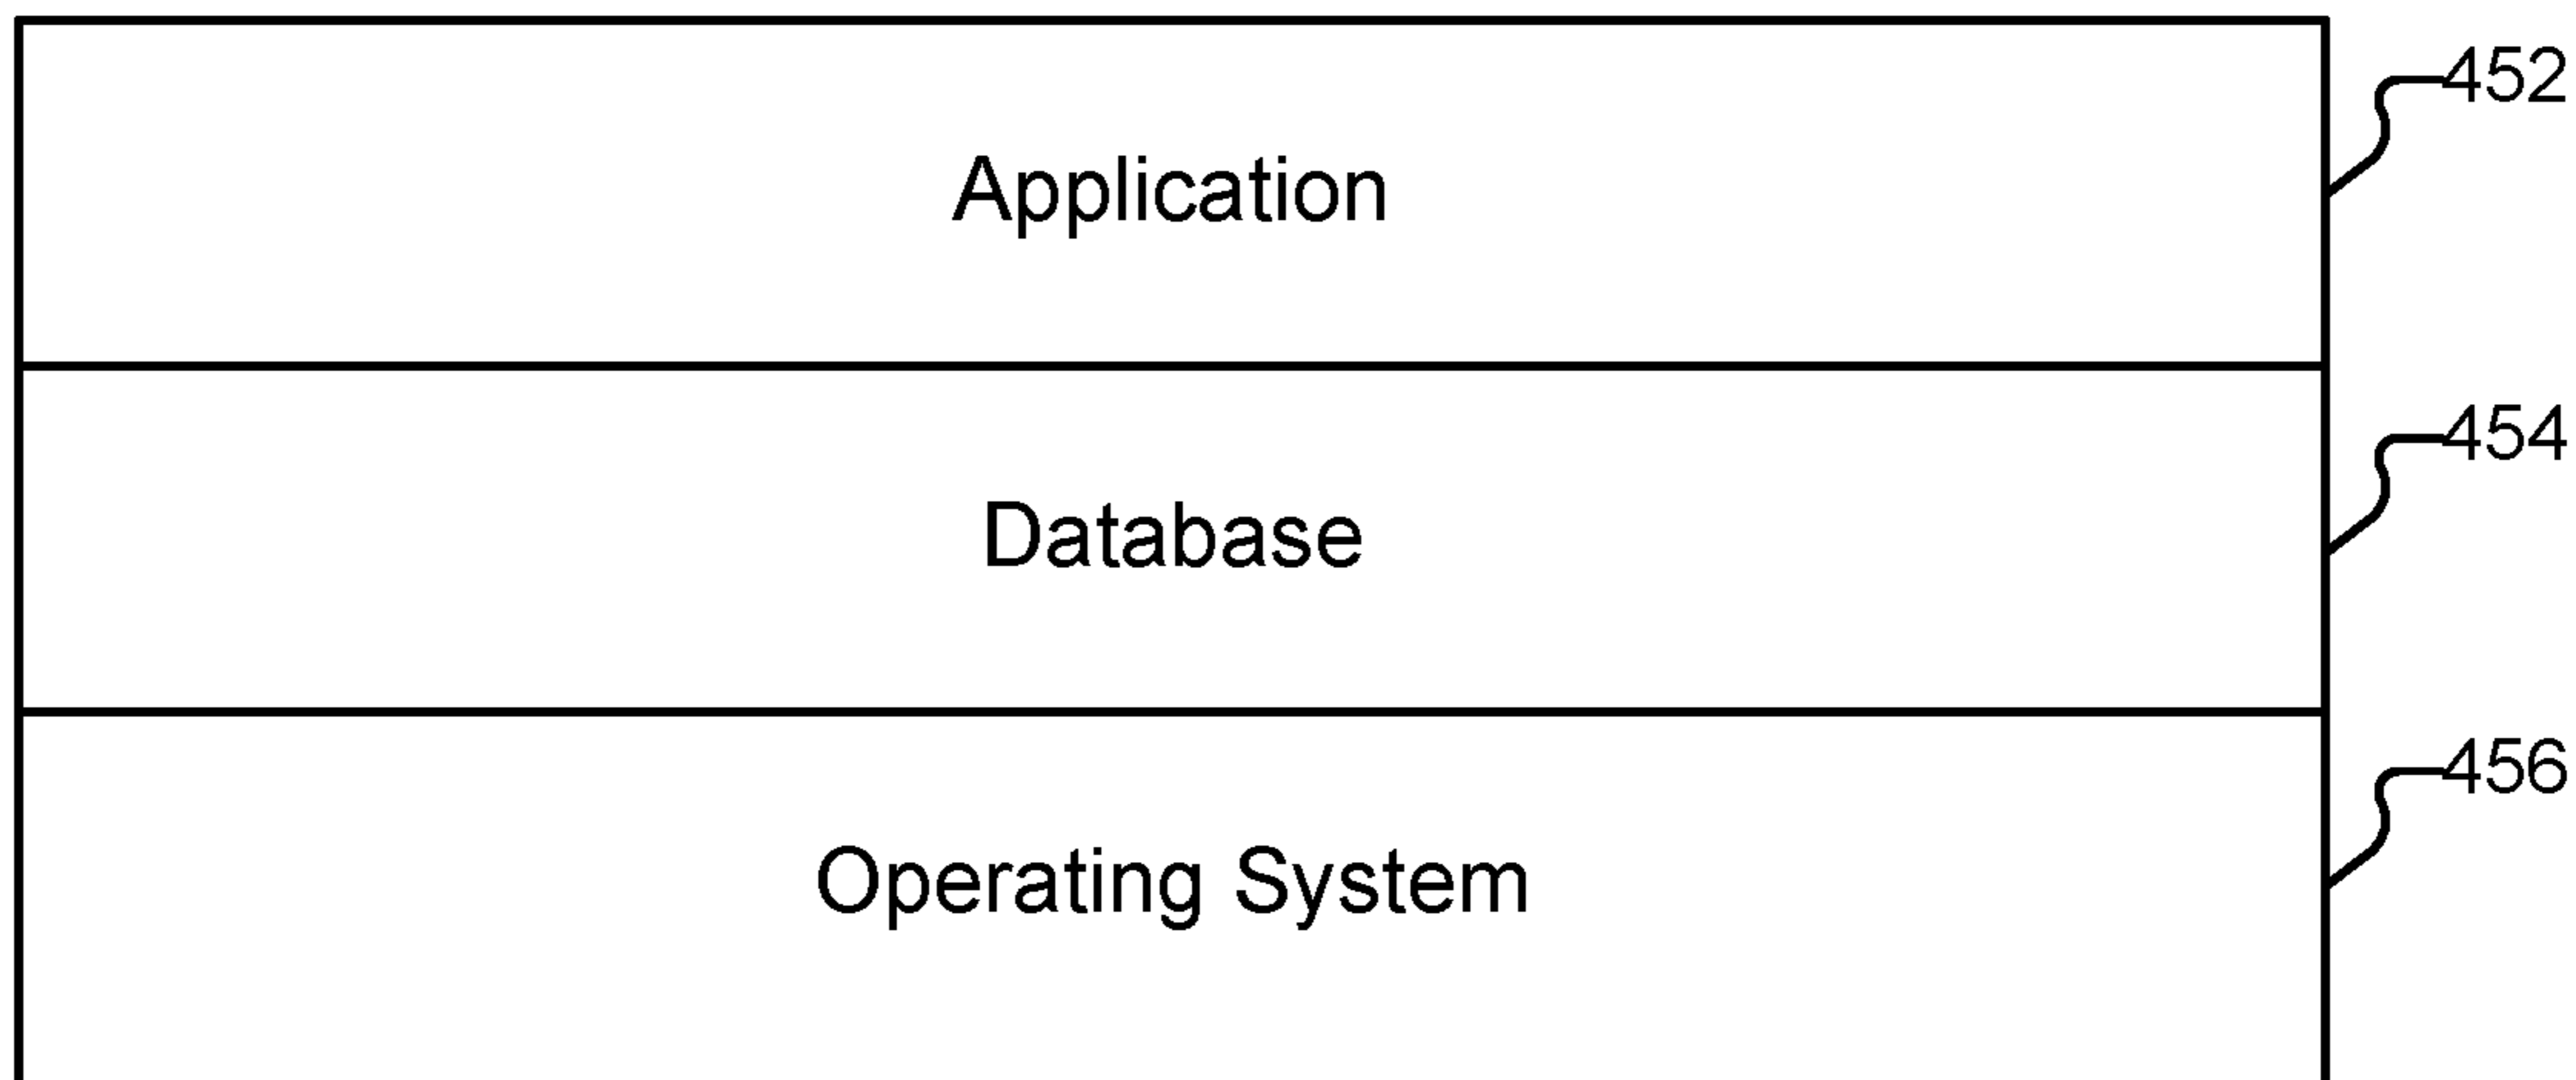 452
Application
454
Database
456
Operating System